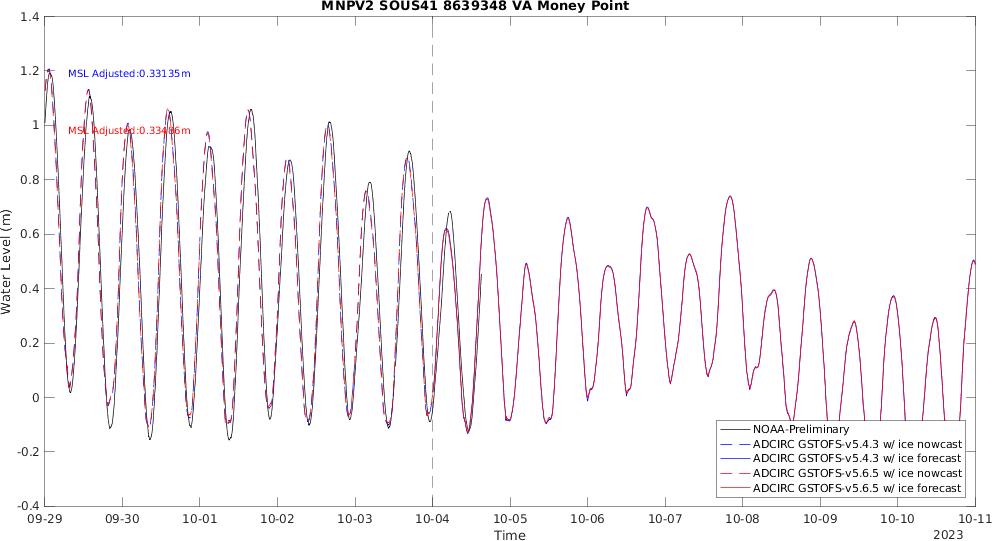 MNPV2 SOUS41 8639348 VA Money Point
1.4
1.2
1
0.8
0.6
0.4
0.2
0
-0.2
-0.4
Water Level (m)
MSL Adjusted:0.33135m
MSL Adjusted:0.33486m
NOAA-Preliminary
ADCIRC GSTOFS-v5.4.3 w/ ice nowcast
ADCIRC GSTOFS-v5.4.3 w/ ice forecast
ADCIRC GSTOFS-v5.6.5 w/ ice nowcast
ADCIRC GSTOFS-v5.6.5 w/ ice forecast
09-29 09-30 10-01 10-02 10-03 10-04 10-05 10-06 10-07 10-08 10-09 10-10 10-11
Time
2023